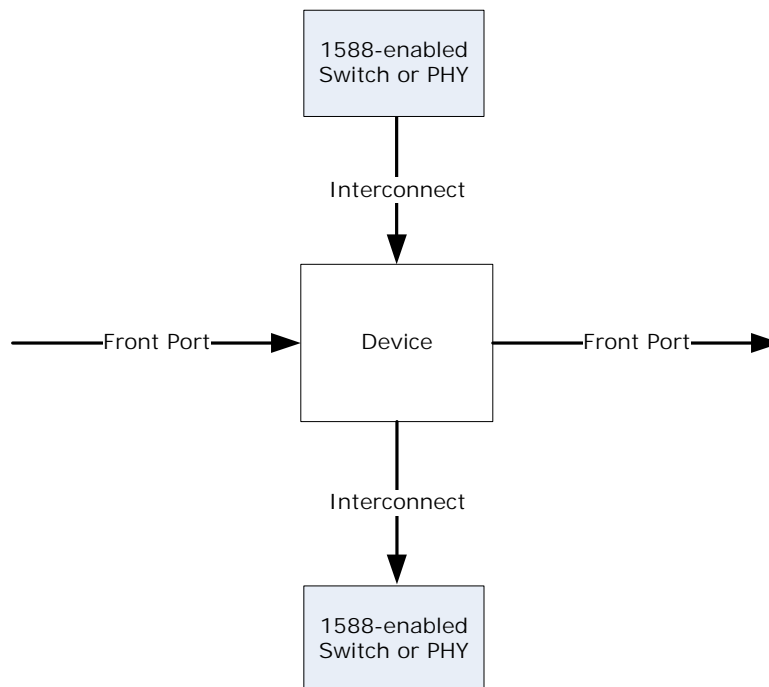 1588-enabled
Switch or PHY
Interconnect
Front Port
Device
Front Port
Interconnect
1588-enabled
Switch or PHY